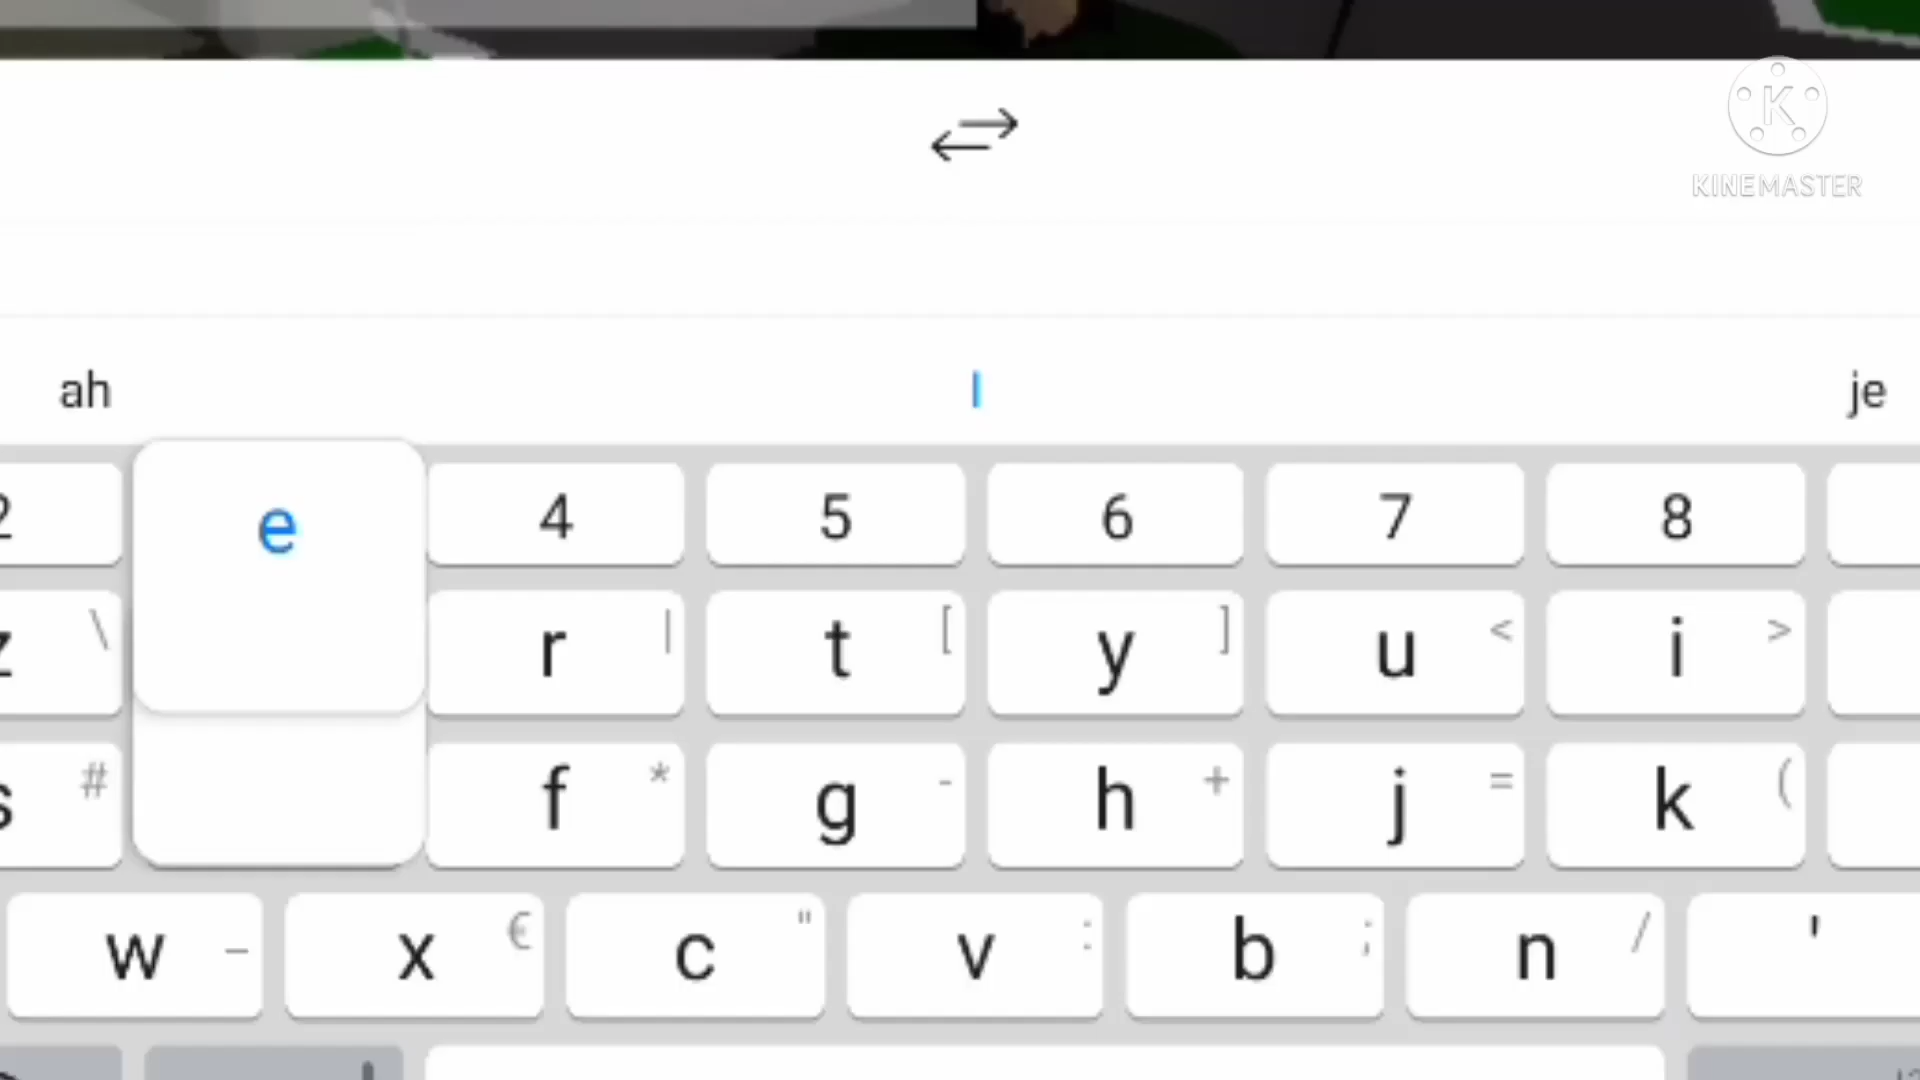 K
KINEMASTER
ah l je
2 e 4 5 6 7 8
z \ r | t [ y ] u < i >
s # f * g - h + j = k (
w _ x € c " v : b ; n / '